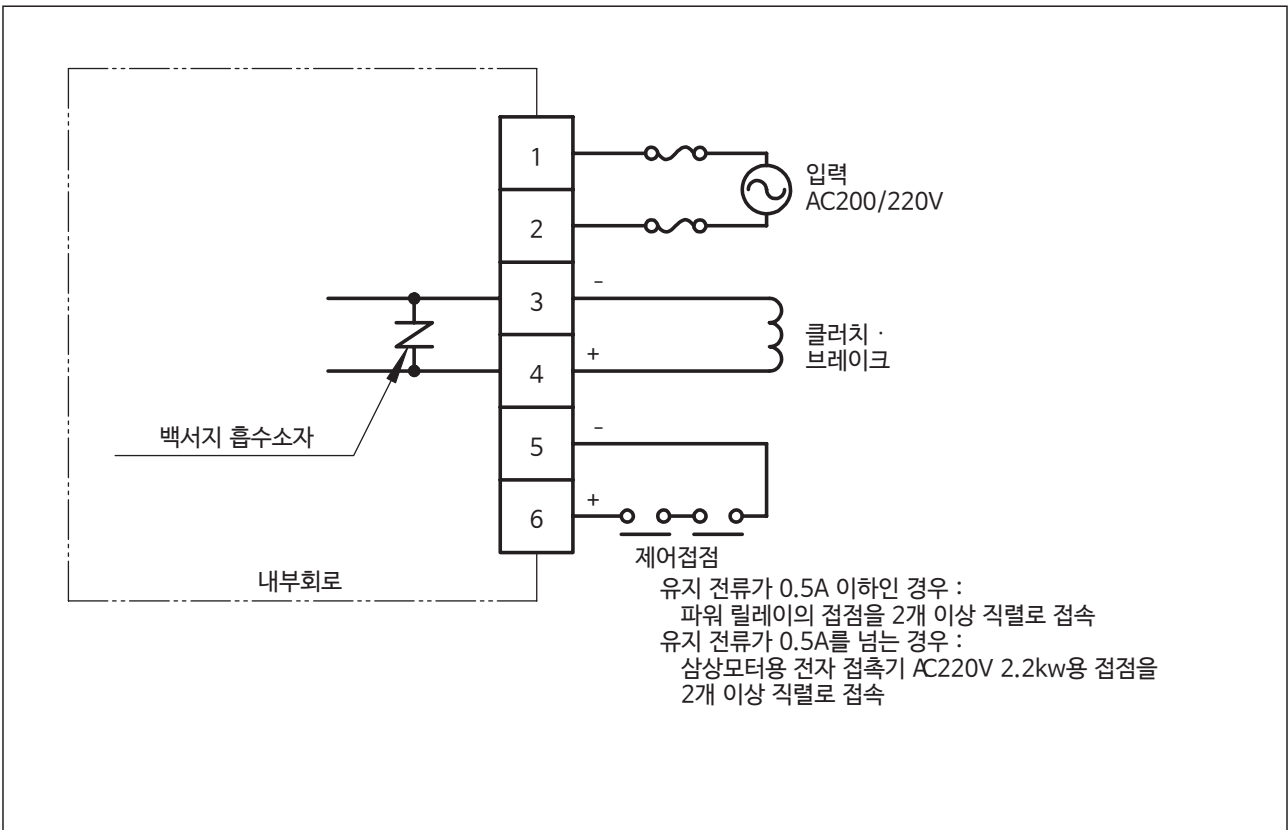 1
입력
AC200/220V
2
3
-
클러치 ·
브레이크
4
+
백서지 흡수소자
5
-
6
+
제어접점
내부회로
유지 전류가 0.5A 이하인 경우 :
파워 릴레이의 접점을 2개 이상 직렬로 접속
유지 전류가 0.5A를 넘는 경우 :
삼상모터용 전자 접촉기 AC220V 2.2kw용 접점을
2개 이상 직렬로 접속